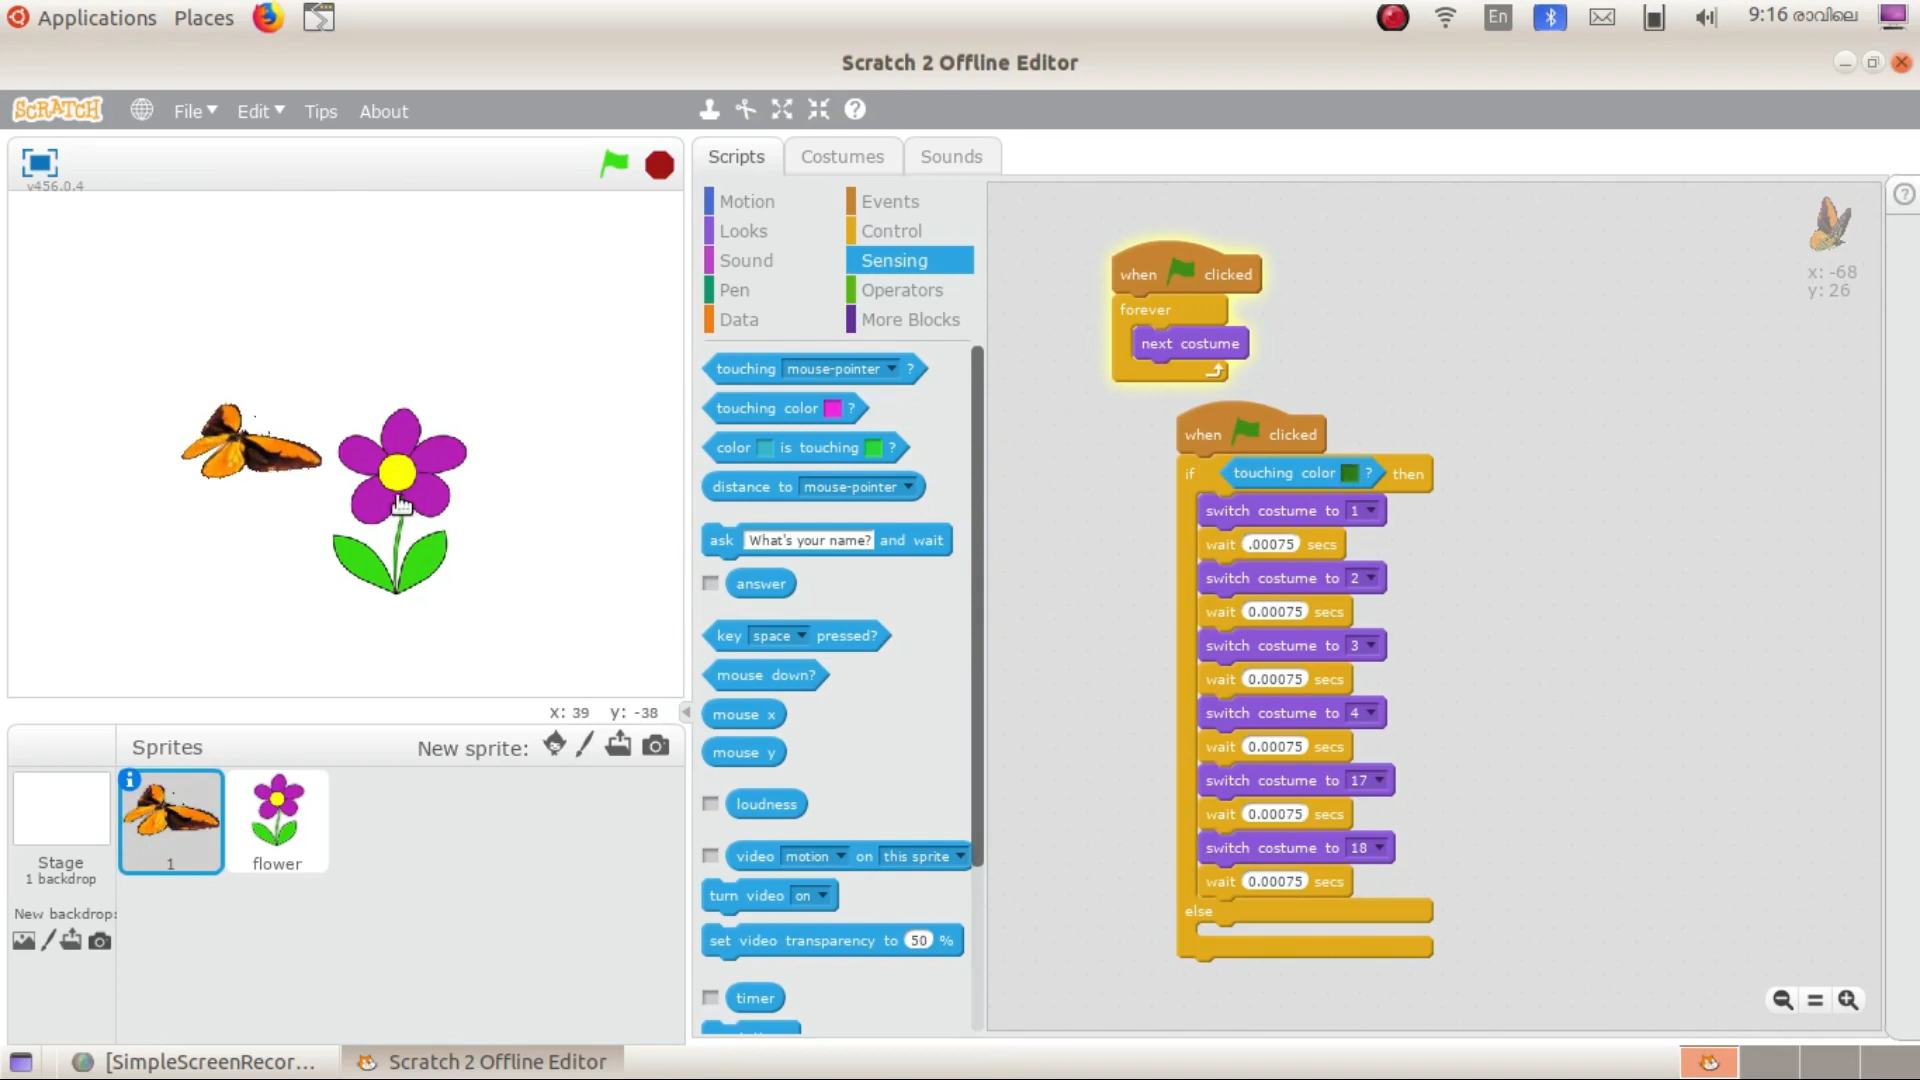 Applications Places En 9:16 രാവിലെ
Scratch 2 Offline Editor
SCRATCH File Edit Tips About ?
v456.0.4
Scripts Costumes Sounds
Motion Events
Looks Control
Sound Sensing
Pen Operators
Data More Blocks
touching mouse-pointer ?
touching color ?
color is touching ?
distance to mouse-pointer
ask What's your name? and wait
answer
key space pressed?
mouse down?
mouse x
mouse y
loudness
video motion on this sprite
turn video on
set video transparency to 50 %
timer
when clicked
forever
next costume
when clicked
if touching color ? then
switch costume to 1
wait .00075 secs
switch costume to 2
wait 0.00075 secs
switch costume to 3
wait 0.00075 secs
switch costume to 4
wait 0.00075 secs
switch costume to 17
wait 0.00075 secs
switch costume to 18
wait 0.00075 secs
else
x: -68
y: 26
?
x: 39 y: -38
Sprites New sprite:
Stage
1 backdrop
New backdrop:
1
flower
[SimpleScreenRecor... Scratch 2 Offline Editor